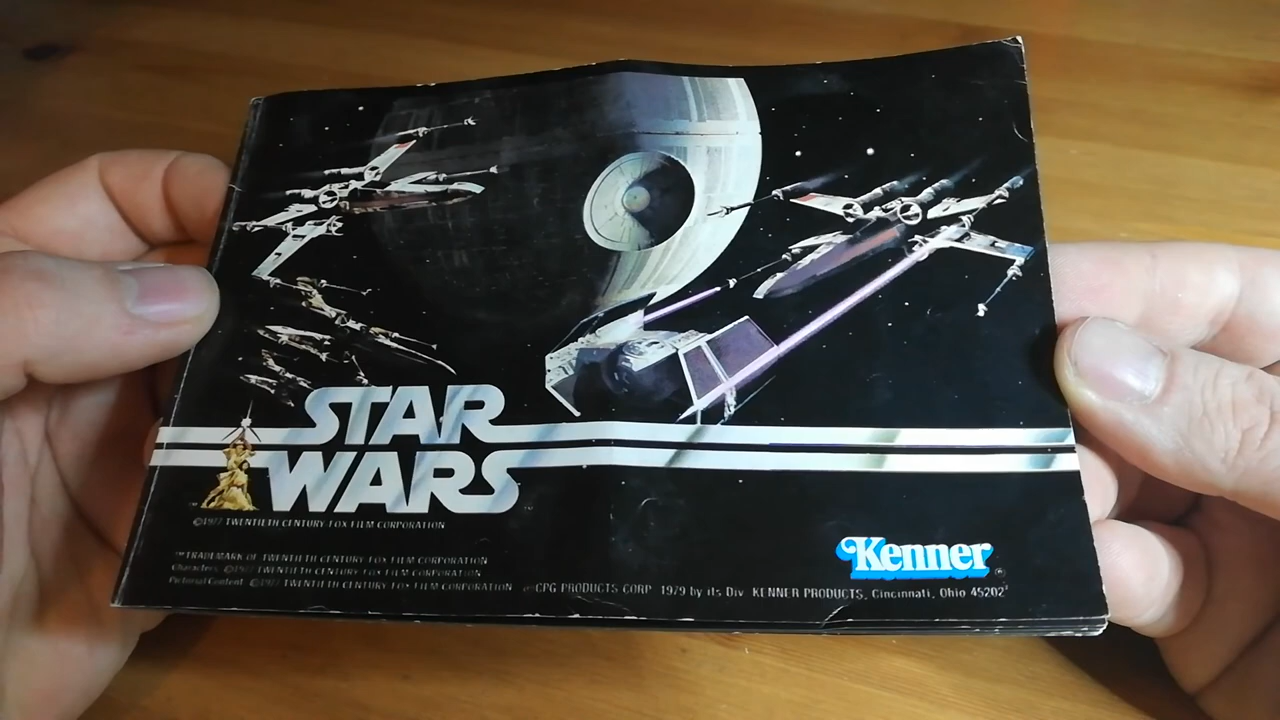 STAR
WARS
™
©1977 TWENTIETH CENTURY-FOX FILM CORPORATION
Kenner®
™TRADEMARK OF TWENTIETH CENTURY-FOX FILM CORPORATION
Characters: ©1977 TWENTIETH CENTURY-FOX FILM CORPORATION
Pictorial Content: ©1977 TWENTIETH CENTURY-FOX FILM CORPORATION © CPG PRODUCTS CORP 1979 by its Div. KENNER PRODUCTS, Cincinnati, Ohio 45202